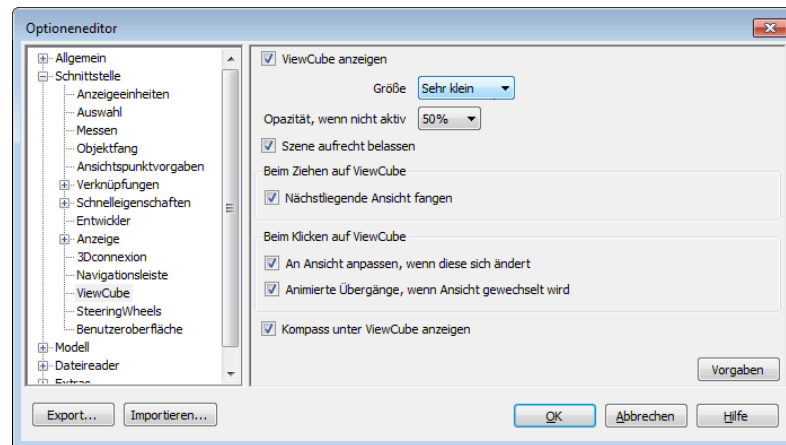 Optioneneditor
Allgemein
Schnittstelle
Anzeigeeinheiten
Auswahl
Messen
Objektfang
Ansichtspunktvorgaben
Verknüpfungen
Schnelleigenschaften
Entwickler
Anzeige
3Dconnexion
Navigationsleiste
ViewCube
SteeringWheels
Benutzeroberfläche
Modell
Dateireader
Extras
ViewCube anzeigen
Größe Sehr klein
Opazität, wenn nicht aktiv 50%
Szene aufrecht belassen
Beim Ziehen auf ViewCube
Nächstliegende Ansicht fangen
Beim Klicken auf ViewCube
An Ansicht anpassen, wenn diese sich ändert
Animierte Übergänge, wenn Ansicht gewechselt wird
Kompass unter ViewCube anzeigen
Vorgaben
Export... Importieren... OK Abbrechen Hilfe